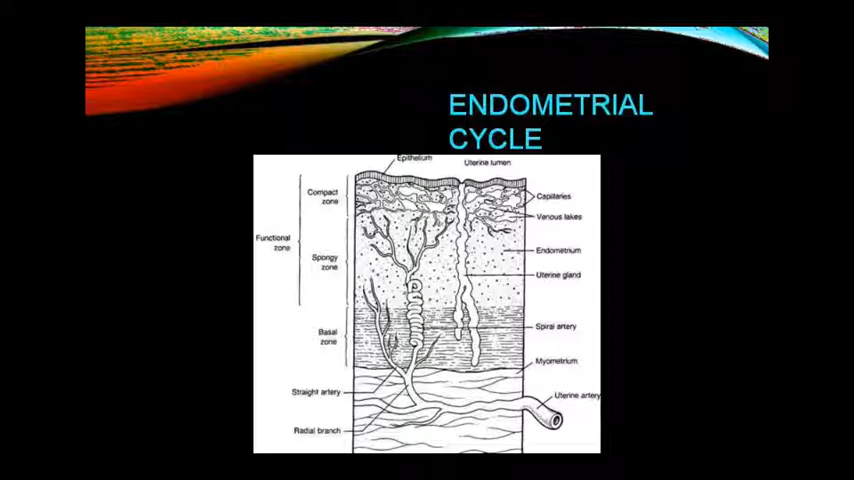 ENDOMETRIAL
CYCLE
Epithelium
Uterine lumen
Compact
zone
Capillaries
Venous lakes
Functional
zone
Spongy
zone
Endometrium
Uterine gland
Basal
zone
Spiral artery
Myometrium
Straight artery
Uterine artery
Radial branch